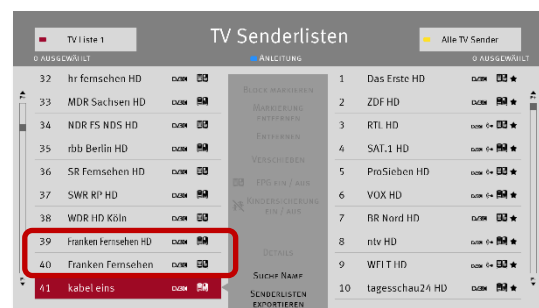 TV Liste 1
TV Senderlisten
Alle TV Sender
0 AUSGEWÄHLT
ANLEITUNG
0 AUSGEWÄHLT
32 hr fernsehen HD
33 MDR Sachsen HD
34 NDR FS NDS HD
35 rbb Berlin HD
36 SR Fernsehen HD
37 SWR RP HD
38 WDR HD Köln
39 Franken Fernsehen HD
40 Franken Fernsehen
41 kabel eins
BLOCK MARKIEREN
MARKIERUNG
ENTFERNEN
ENTFERNEN
VERSCHIEBEN
EPG EIN / AUS
KINDERSICHERUNG
EIN / AUS
DETAILS
SUCHE NAME
SENDERLISTEN
EXPORTIEREN
1 Das Erste HD
2 ZDF HD
3 RTL HD
4 SAT.1 HD
5 ProSieben HD
6 VOX HD
7 BR Nord HD
8 ntv HD
9 WELT HD
10 tagesschau24 HD